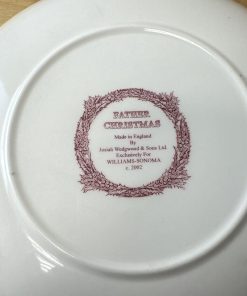 FATHER
CHRISTMAS
Made in England
By
Josiah Wedgwood & Sons Ltd.
Exclusively For
WILLIAMS-SONOMA
c. 2002